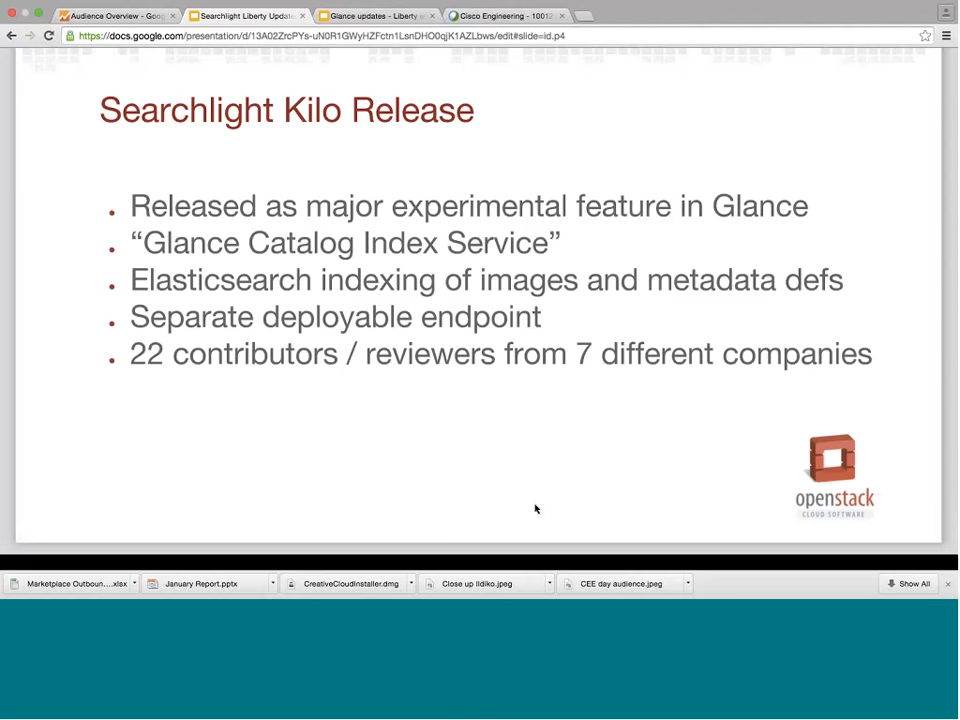 Audience Overview - Goo
Searchlight Liberty Update
Glance updates - Liberty
Cisco Engineering - 10012
https://docs.google.com/presentation/d/13A02ZrcPYs-uN0R1GWyHZFctn1LsnDHO0qjK1AZLbws/edit#slide=id.p4
Searchlight Kilo Release
• Released as major experimental feature in Glance
• “Glance Catalog Index Service”
• Elasticsearch indexing of images and metadata defs
• Separate deployable endpoint
• 22 contributors / reviewers from 7 different companies
openstack
CLOUD SOFTWARE
Marketplace Outboun....xlsx
January Report.pptx
CreativeCloudInstaller.dmg
Close up Ildiko.jpeg
CEE day audience.jpeg
Show All